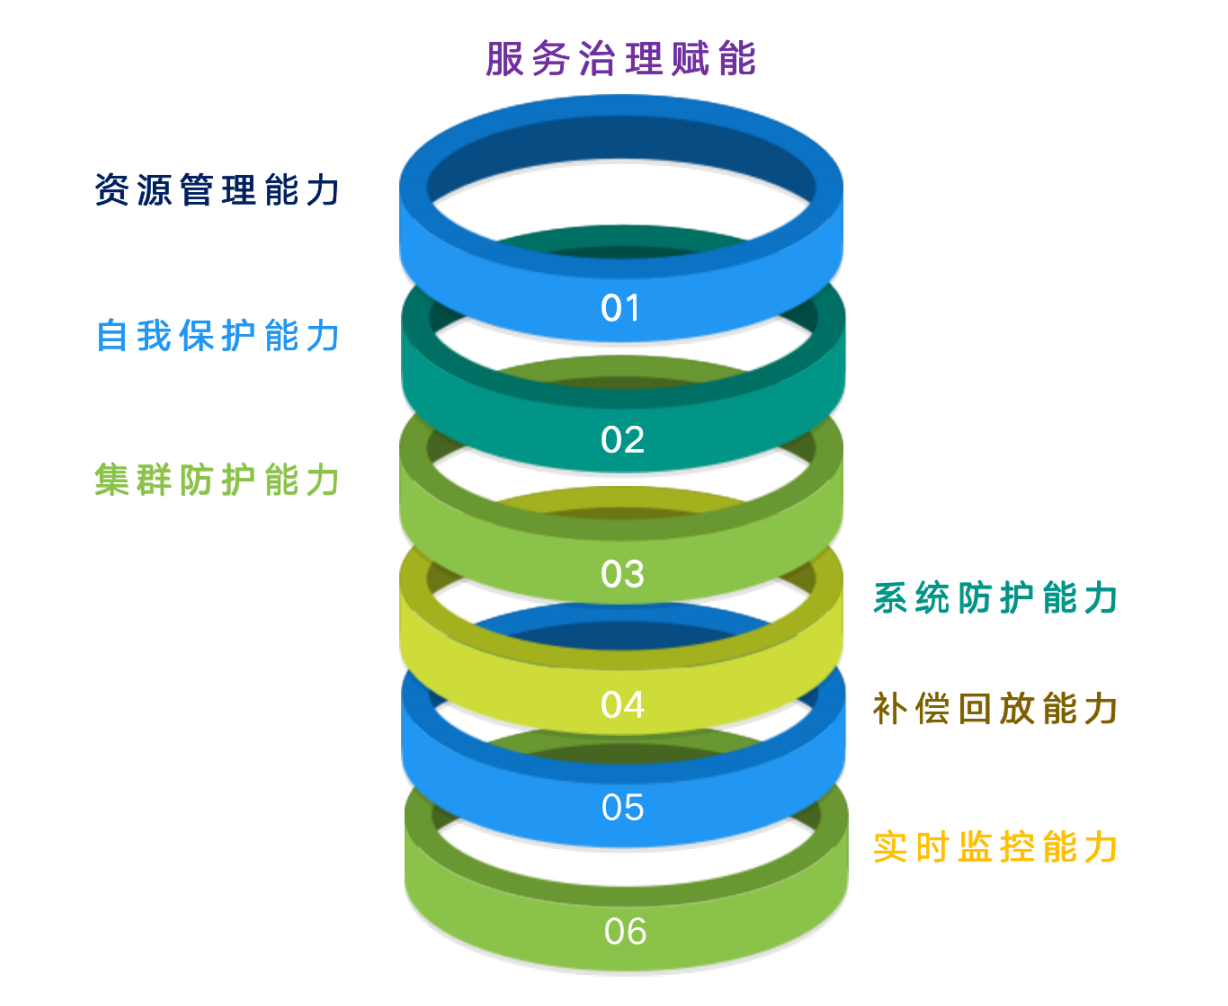 服务治理赋能
资源管理能力
01
自我保护能力
02
集群防护能力
03
系统防护能力
04
补偿回放能力
05
实时监控能力
06